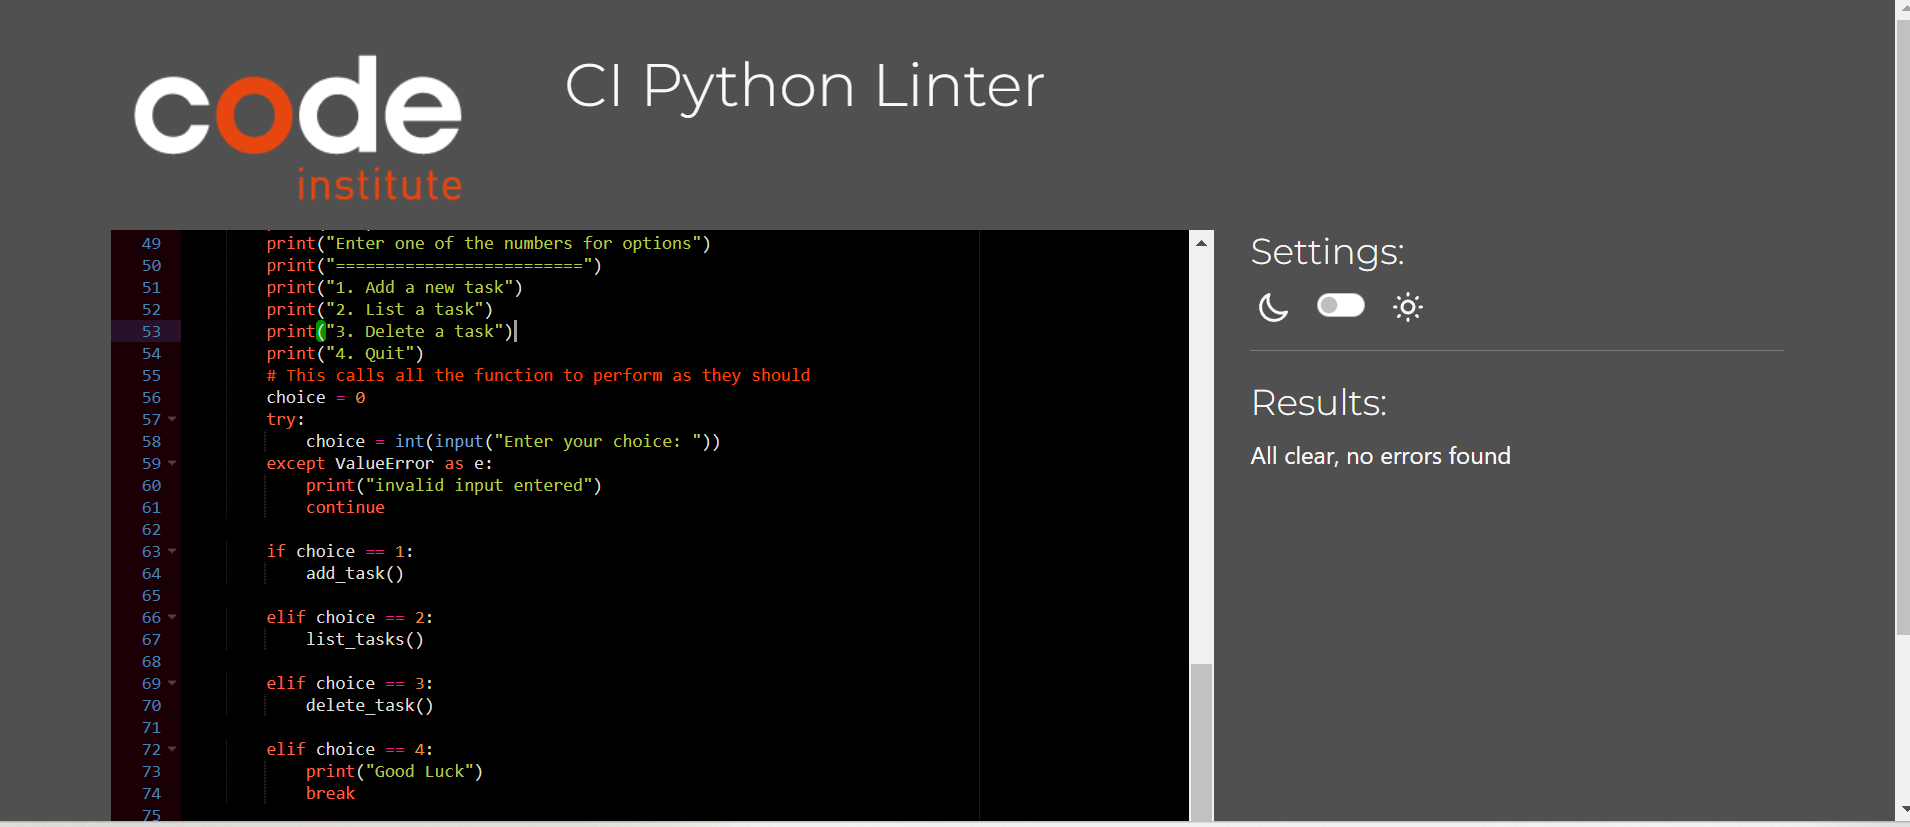 code
institute
CI Python Linter
49 print("Enter one of the numbers for options")
50 print("=========================")
51 print("1. Add a new task")
52 print("2. List a task")
53 print("3. Delete a task")
54 print("4. Quit")
55 # This calls all the function to perform as they should
56 choice = 0
57 try:
58 choice = int(input("Enter your choice: "))
59 except ValueError as e:
60 print("invalid input entered")
61 continue
62
63 if choice == 1:
64 add_task()
65
66 elif choice == 2:
67 list_tasks()
68
69 elif choice == 3:
70 delete_task()
71
72 elif choice == 4:
73 print("Good Luck")
74 break
75
Settings:
Results:
All clear, no errors found